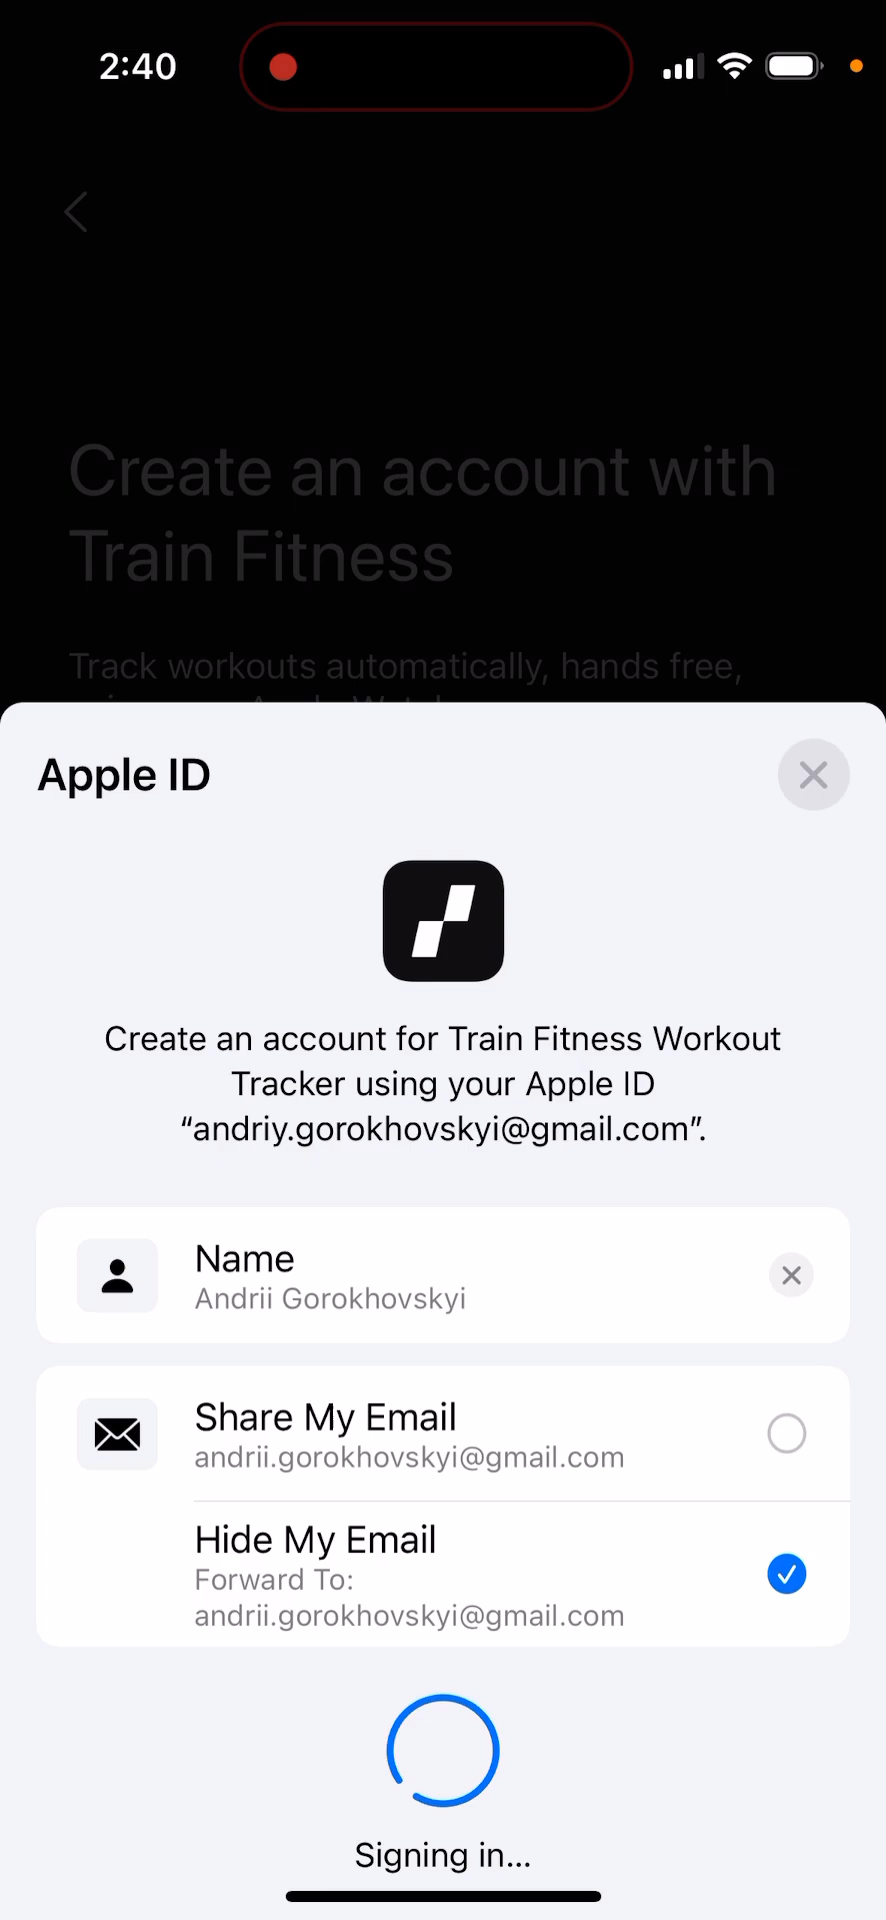 2:40
Create an account with
Train Fitness
Track workouts automatically, hands free,
Apple ID
Create an account for Train Fitness Workout
Tracker using your Apple ID
“andriy.gorokhovskyi@gmail.com”.
Name
Andrii Gorokhovskyi
Share My Email
andrii.gorokhovskyi@gmail.com
Hide My Email
Forward To:
andrii.gorokhovskyi@gmail.com
Signing in...